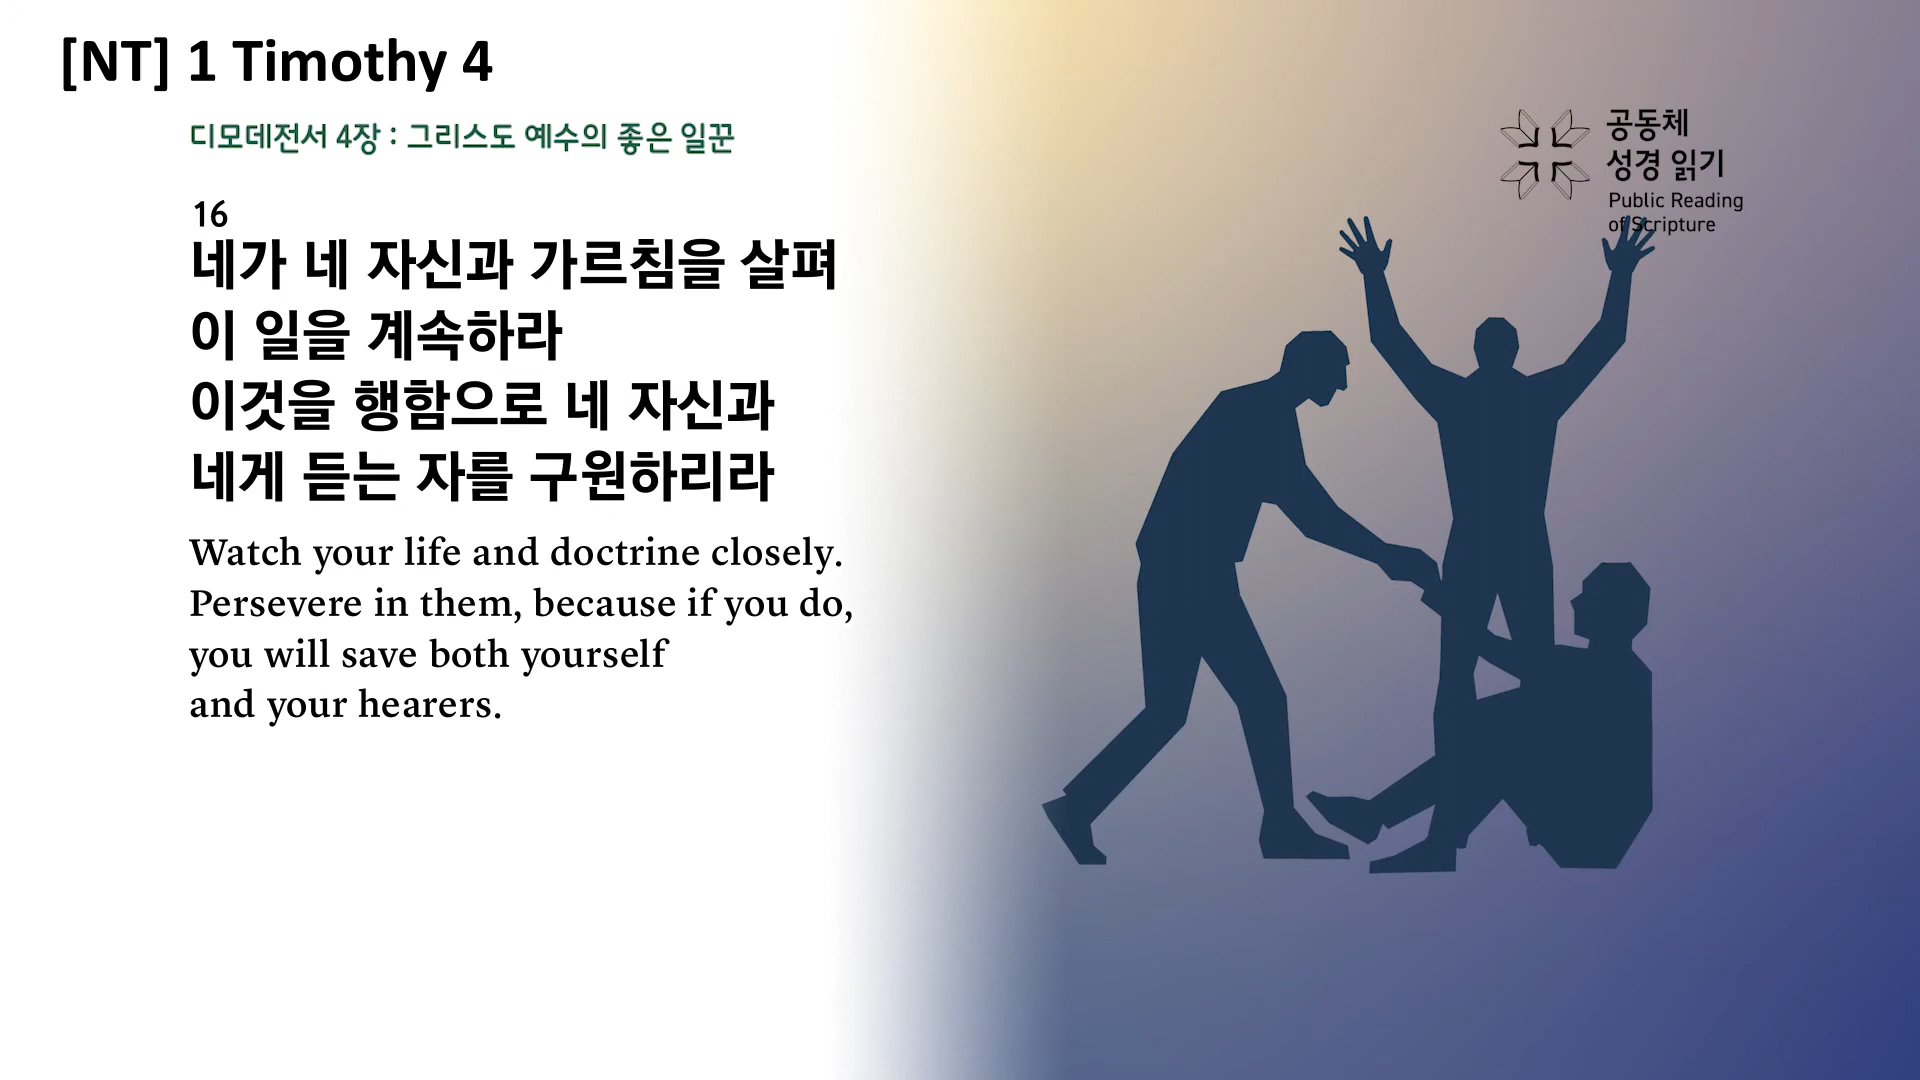 [NT] 1 Timothy 4
디모데전서 4장 : 그리스도 예수의 좋은 일꾼
16
네가 네 자신과 가르침을 살펴
이 일을 계속하라
이것을 행함으로 네 자신과
네게 듣는 자를 구원하리라
Watch your life and doctrine closely.
Persevere in them, because if you do,
you will save both yourself
and your hearers.
공동체
성경 읽기
Public Reading
of Scripture